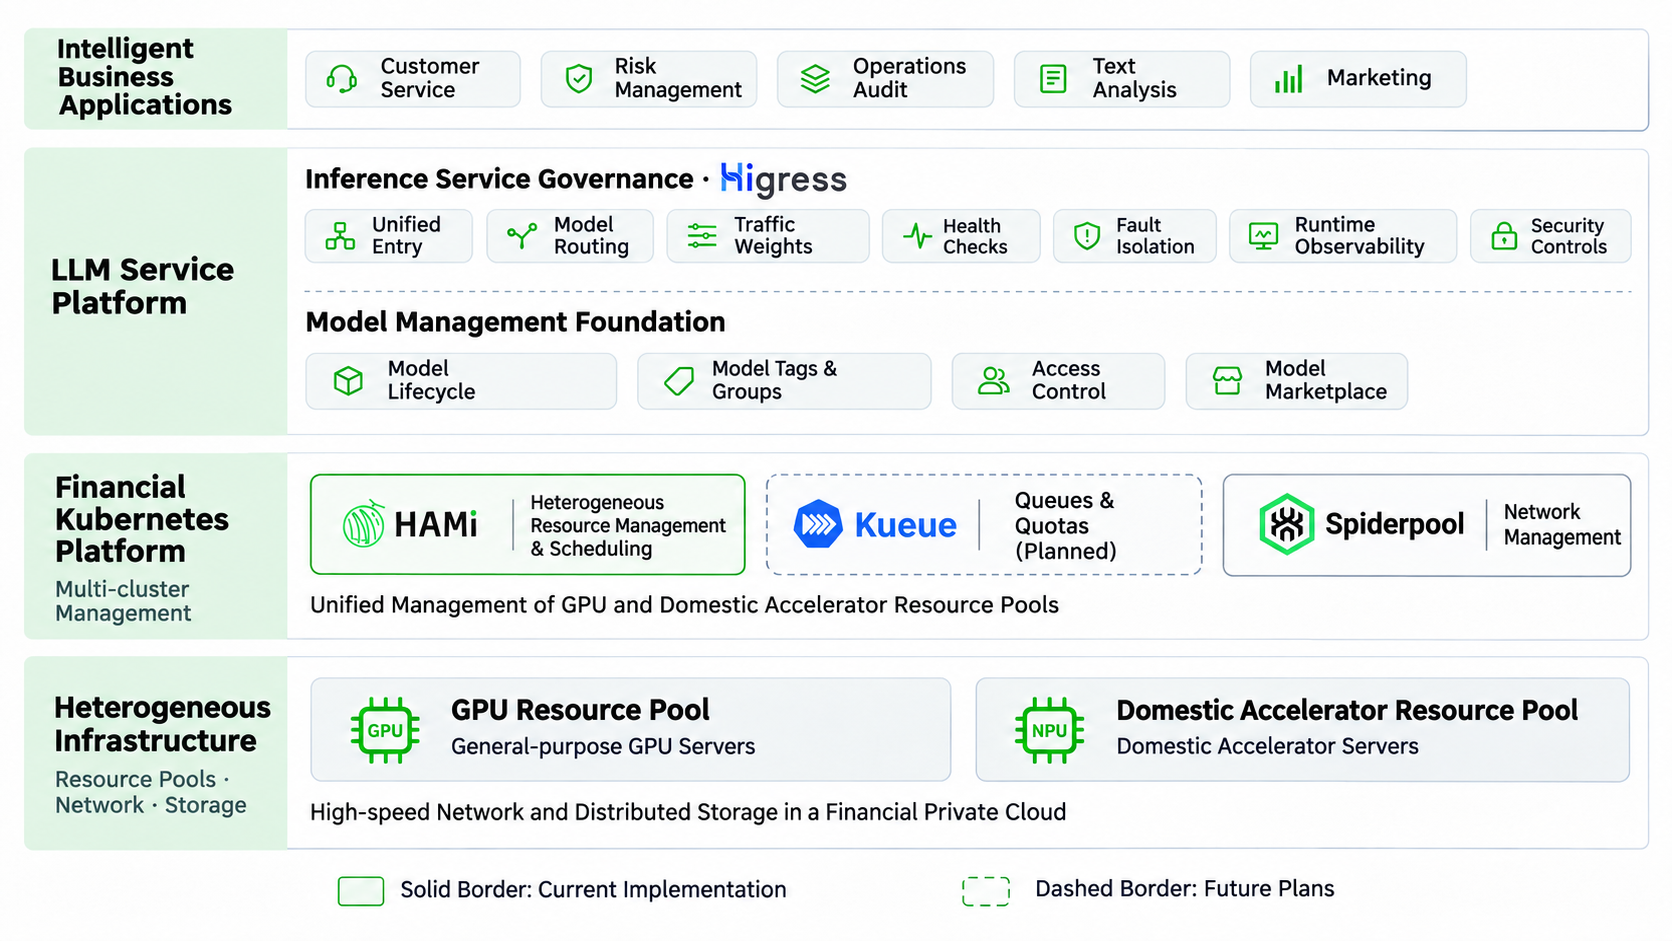 Intelligent
Business
Applications
Customer
Service
Risk
Management
Operations
Audit
Text
Analysis
Marketing
LLM Service
Platform
Inference Service Governance · Higress
Unified
Entry
Model
Routing
Traffic
Weights
Health
Checks
Fault
Isolation
Runtime
Observability
Security
Controls
Model Management Foundation
Model
Lifecycle
Model Tags &
Groups
Access
Control
Model
Marketplace
Financial
Kubernetes
Platform
Multi-cluster
Management
HAMi
Heterogeneous
Resource Management
& Scheduling
Kueue
Queues &
Quotas
(Planned)
Spiderpool
Network
Management
Unified Management of GPU and Domestic Accelerator Resource Pools
Heterogeneous
Infrastructure
Resource Pools ·
Network · Storage
GPU
GPU Resource Pool
General-purpose GPU Servers
NPU
Domestic Accelerator Resource Pool
Domestic Accelerator Servers
High-speed Network and Distributed Storage in a Financial Private Cloud
Solid Border: Current Implementation
Dashed Border: Future Plans